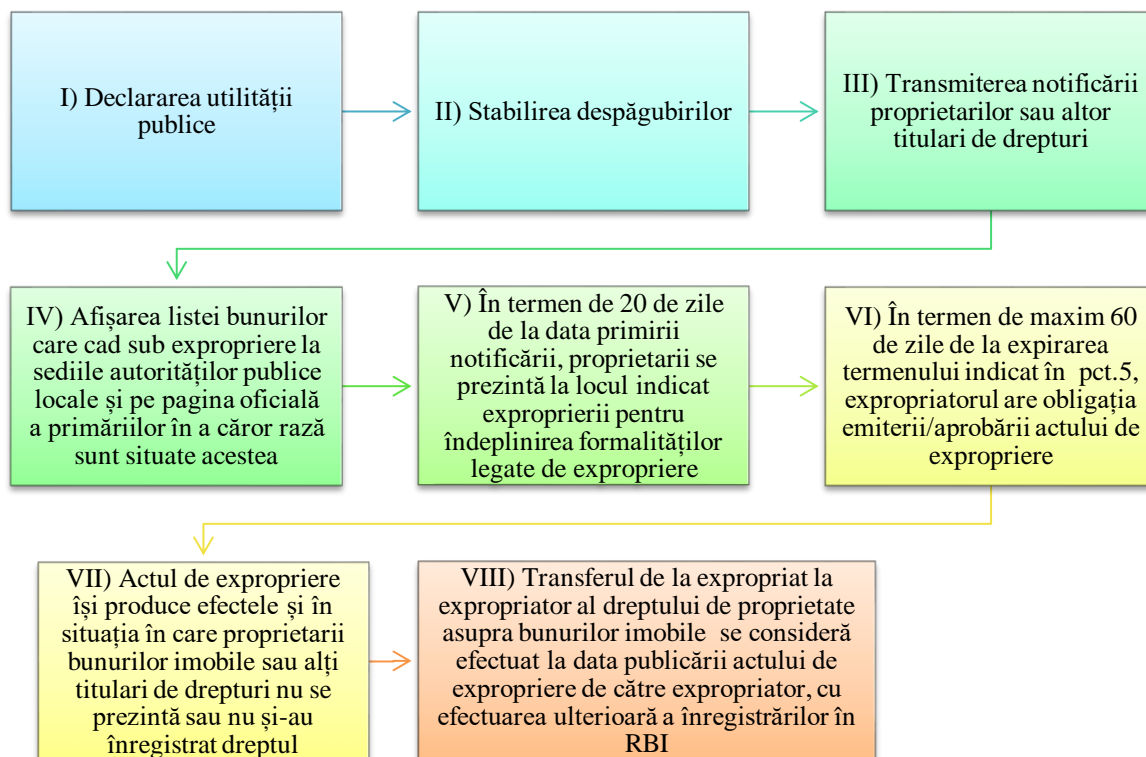 I) Declararea utilității
publice
II) Stabilirea despăgubirilor
III) Transmiterea notificării
proprietarilor sau altor
titulari de drepturi
IV) Afișarea listei bunurilor
care cad sub expropriere la
sediile autorităților publice
locale și pe pagina oficială
a primăriilor în a căror rază
sunt situate acestea
V) În termen de 20 de zile
de la data primirii
notificării, proprietarii se
prezintă la locul indicat
exproprierii pentru
îndeplinirea formalităților
legate de expropriere
VI) În termen de maxim 60
de zile de la expirarea
termenului indicat în pct.5,
expropriatorul are obligația
emiterii/aprobării actului de
expropriere
VII) Actul de expropriere
își produce efectele și în
situația în care proprietarii
bunurilor imobile sau alți
titulari de drepturi nu se
prezintă sau nu și-au
înregistrat dreptul
VIII) Transferul de la expropriat la
expropriator al dreptului de proprietate
asupra bunurilor imobile se consideră
efectuat la data publicării actului de
expropriere de către expropriator, cu
efectuarea ulterioară a înregistrărilor în
RBI